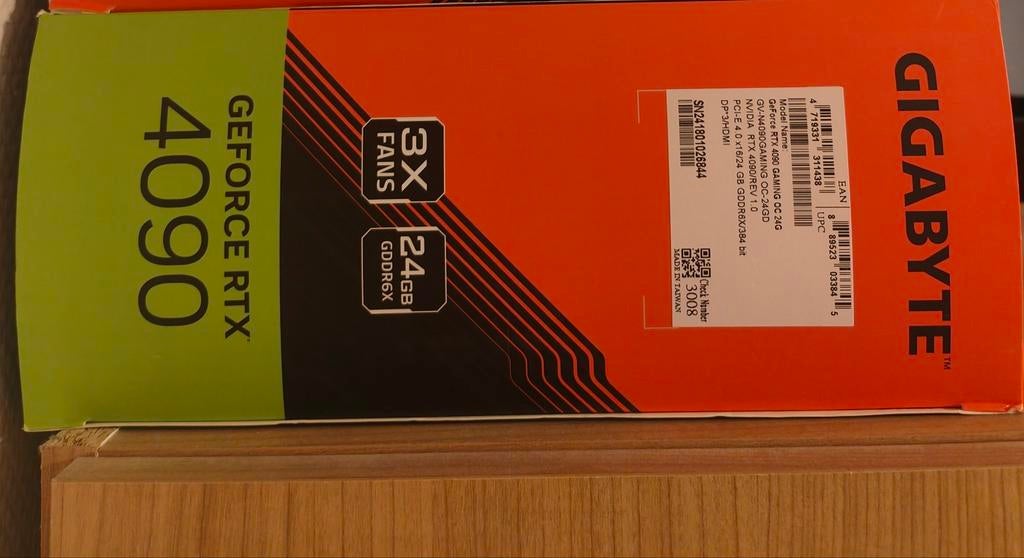 GIGABYTE™
EAN
4 719331 311438
UPC
8 89523 03384 5
Model Name:
GeForce RTX 4090 GAMING OC 24G
GV-N4090GAMING OC-24GD
NVIDIA RTX 4090/REV 1.0
PCI-E 4.0 x16/24 GB GDDR6X/384 bit
DP*3/HDMI
SN241801026844
Check Number
3008
MADE IN TAIWAN
3X
FANS
24GB
GDDR6X
GEFORCE RTX
4090